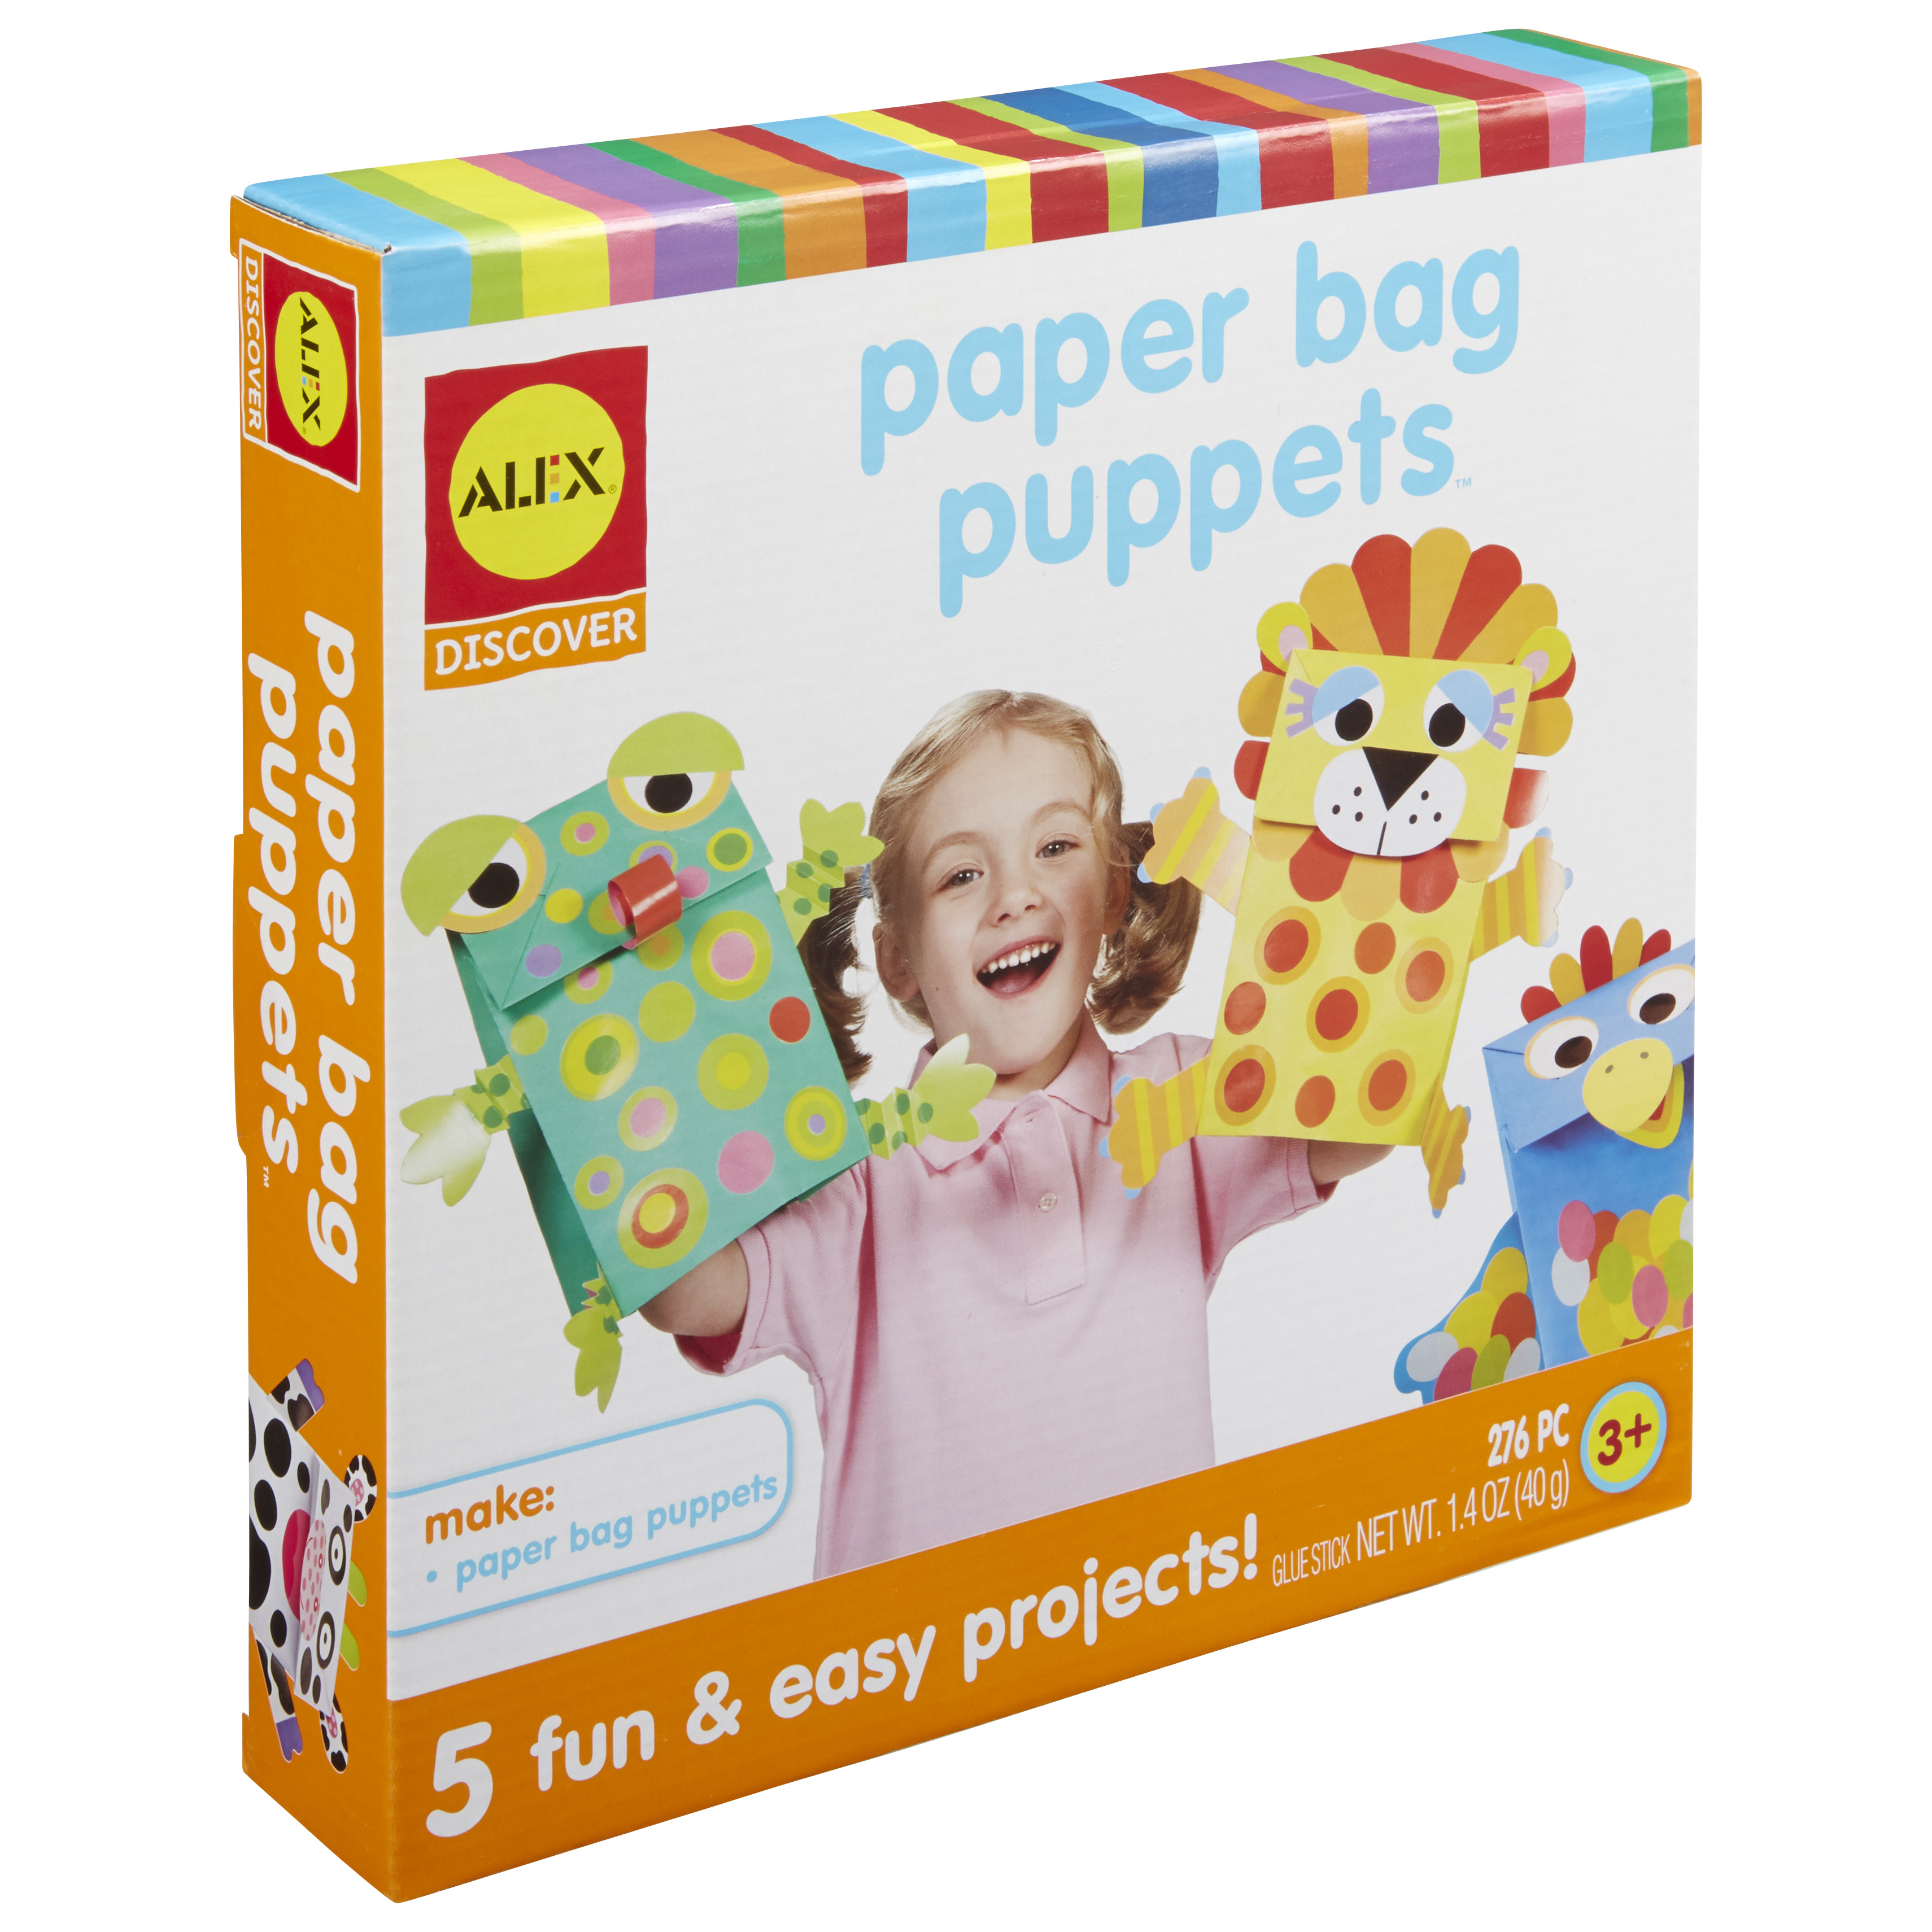 paper bag
puppets™
ALEX®
DISCOVER
make:
• paper bag puppets
276 PC
3+
GLUE STICK NET WT. 1.4 OZ (40 g)
5 fun & easy projects!
ALEX®
DISCOVER
paper bag
puppets™